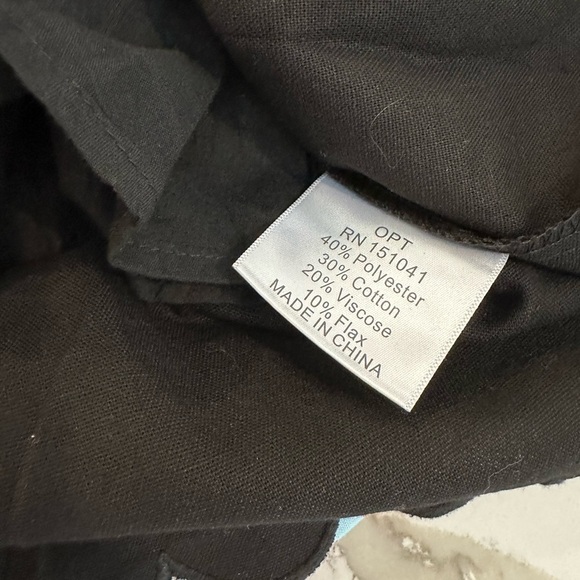 OPT
RN 151041
40% Polyester
30% Cotton
20% Viscose
10% Flax
MADE IN CHINA